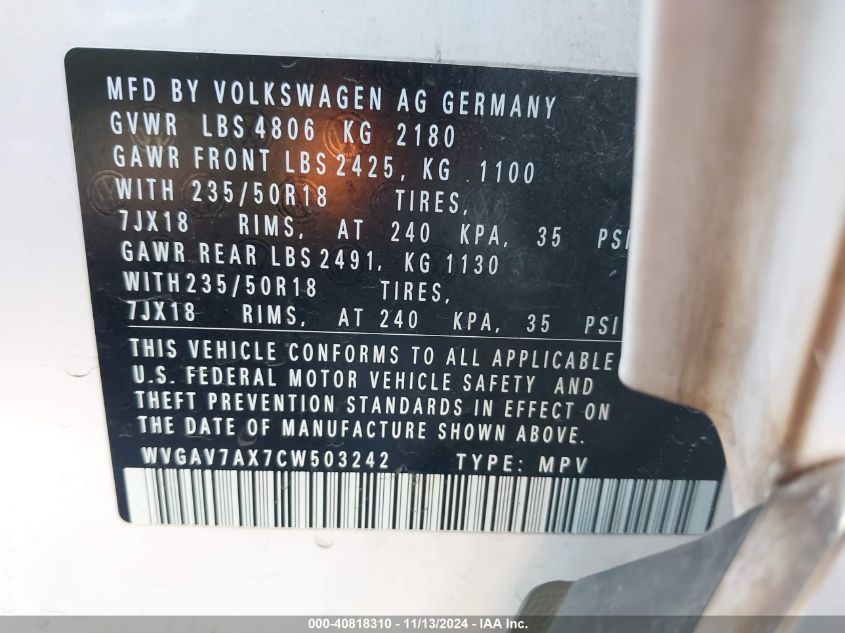 MFD BY VOLKSWAGEN AG GERMANY
GVWR LBS 4806 KG 2180
GAWR FRONT LBS 2425, KG 1100
WITH 235/50R18 TIRES,
7JX18 RIMS, AT 240 KPA, 35 PSI
GAWR REAR LBS 2491, KG 1130
WITH235/50R18 TIRES,
7JX18 RIMS, AT 240 KPA, 35 PSI
THIS VEHICLE CONFORMS TO ALL APPLICABLE
U.S. FEDERAL MOTOR VEHICLE SAFETY AND
THEFT PREVENTION STANDARDS IN EFFECT ON
THE DATE OF MANUFACTURE SHOWN ABOVE.
WVGAV7AX7CW503242 TYPE: MPV
000-40818310 - 11/13/2024 - IAA Inc.